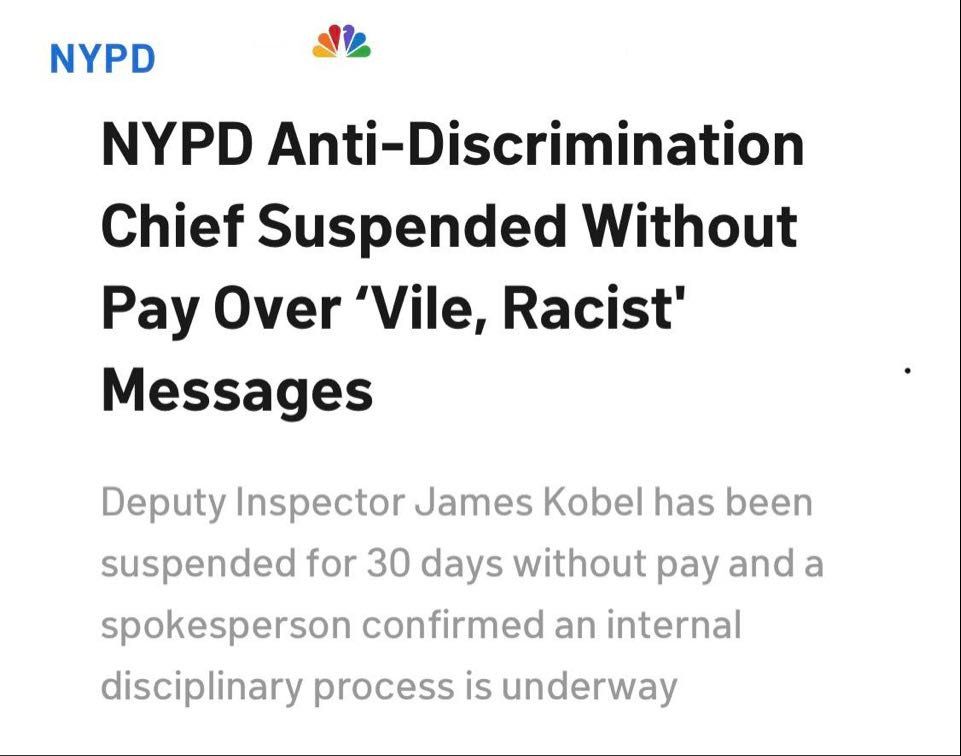 NYPD
NYPD Anti-Discrimination
Chief Suspended Without
Pay Over ‘Vile, Racist'
Messages
Deputy Inspector James Kobel has been
suspended for 30 days without pay and a
spokesperson confirmed an internal
disciplinary process is underway